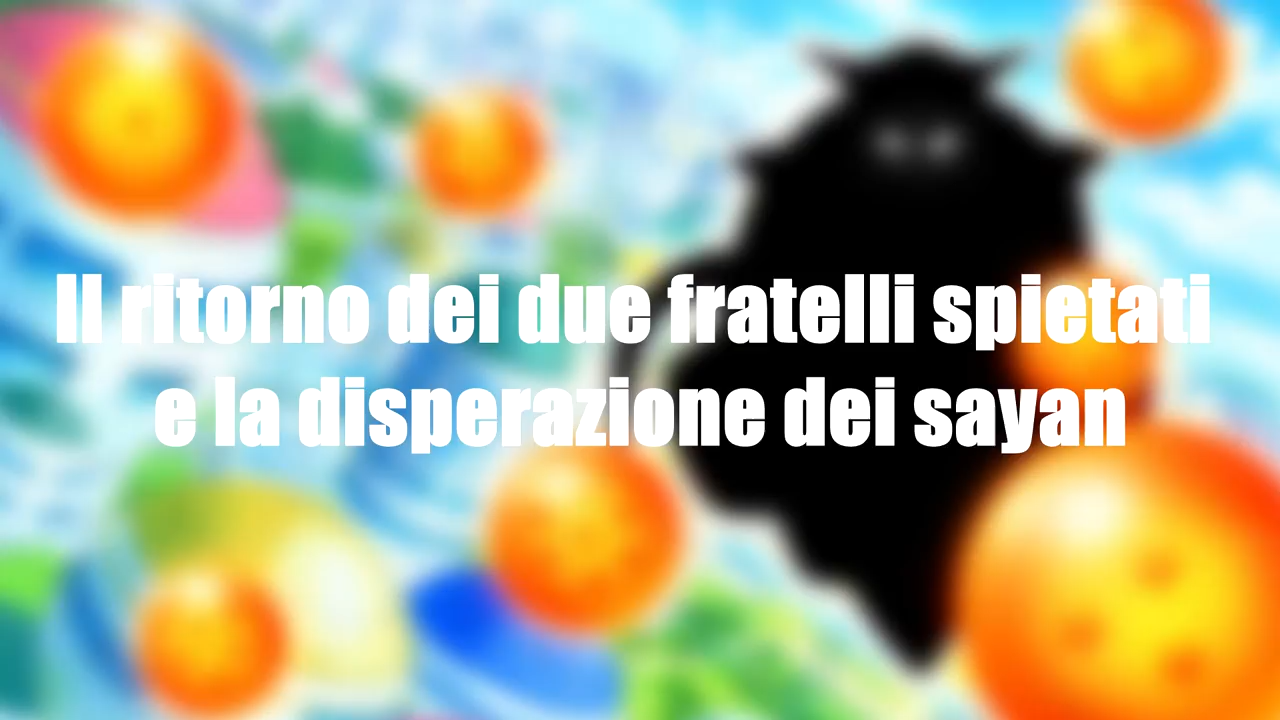 Il ritorno dei due fratelli spietati
e la disperazione dei sayan